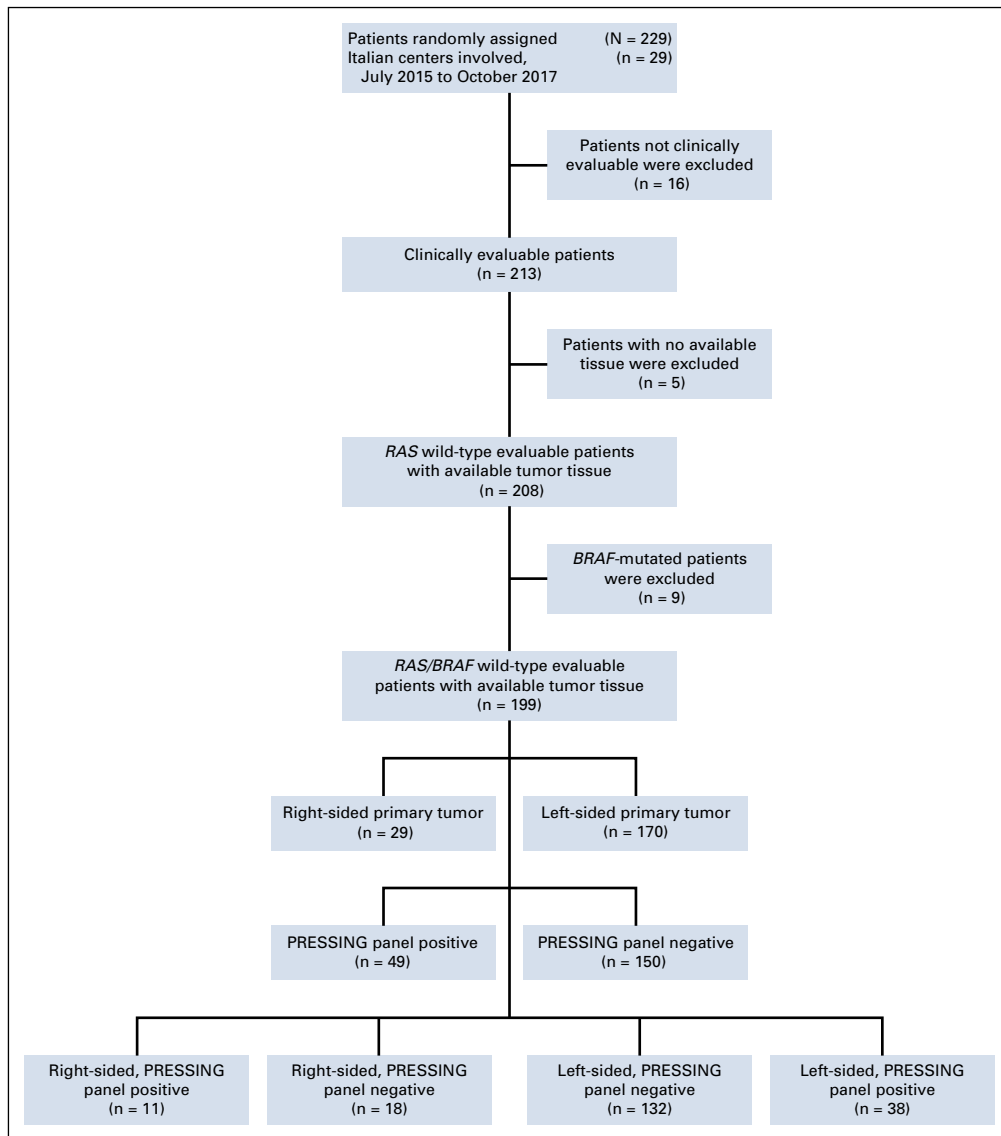 Patients randomly assigned (N = 229)
Italian centers involved, (n = 29)
July 2015 to October 2017
Patients not clinically
evaluable were excluded
(n = 16)
Clinically evaluable patients
(n = 213)
Patients with no available
tissue were excluded
(n = 5)
RAS wild-type evaluable patients
with available tumor tissue
(n = 208)
BRAF-mutated patients
were excluded
(n = 9)
RAS/BRAF wild-type evaluable
patients with available tumor tissue
(n = 199)
Right-sided primary tumor
(n = 29)
Left-sided primary tumor
(n = 170)
PRESSING panel positive
(n = 49)
PRESSING panel negative
(n = 150)
Right-sided, PRESSING
panel positive
(n = 11)
Right-sided, PRESSING
panel negative
(n = 18)
Left-sided, PRESSING
panel negative
(n = 132)
Left-sided, PRESSING
panel positive
(n = 38)